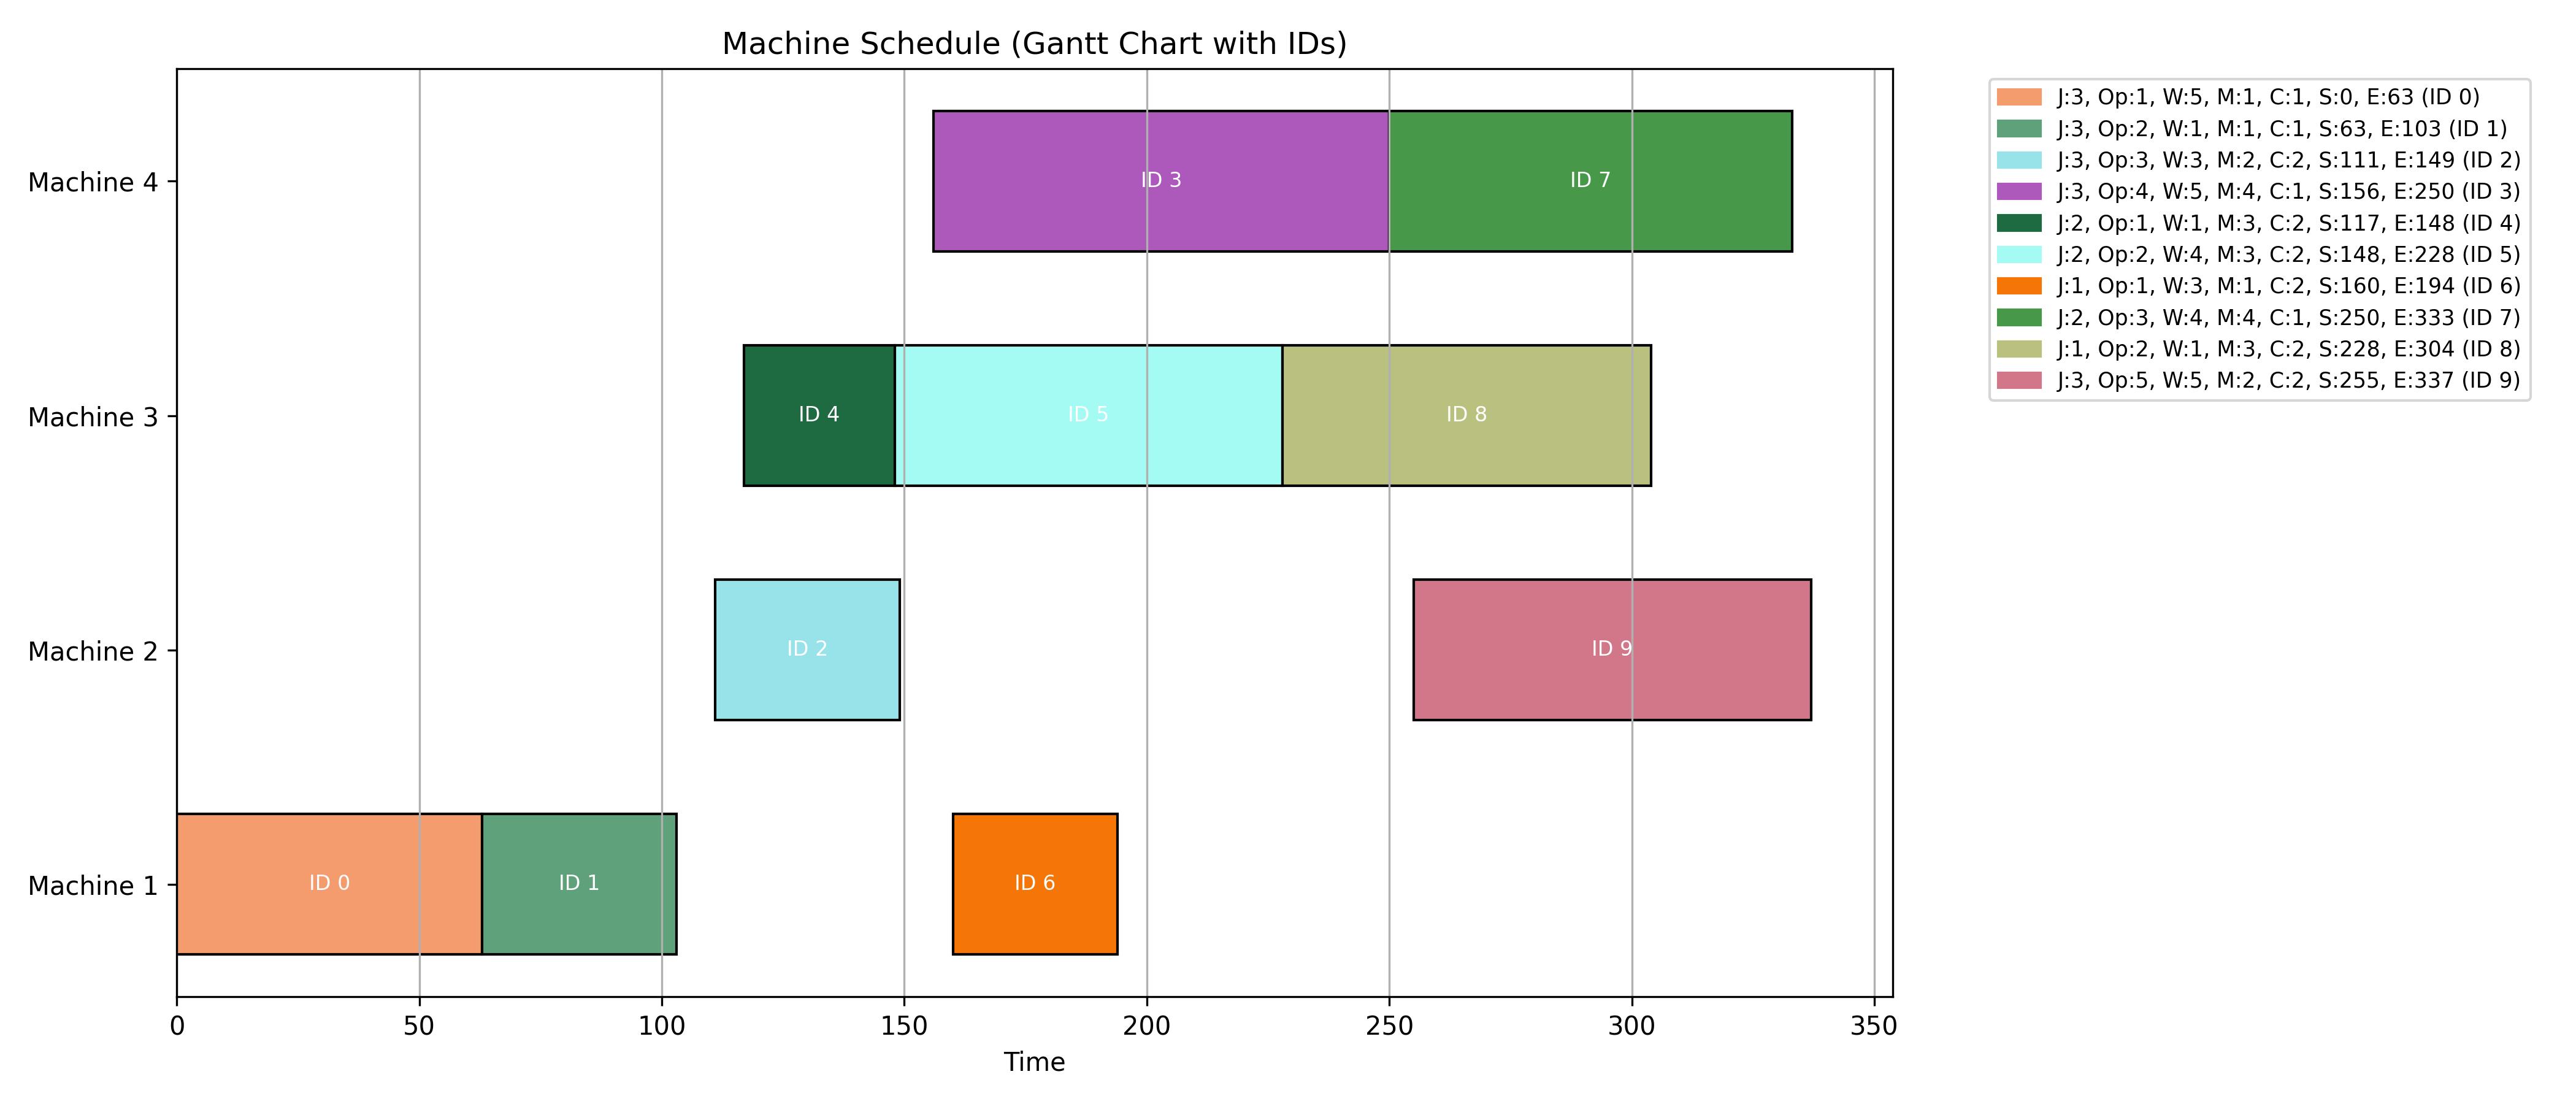 Machine Schedule (Gantt Chart with IDs)
Machine 4
Machine 3
Machine 2
Machine 1
ID 3
ID 7
ID 4
ID 5
ID 8
ID 2
ID 9
ID 0
ID 1
ID 6
0 50 100 150 200 250 300 350
Time
J:3, Op:1, W:5, M:1, C:1, S:0, E:63 (ID 0)
J:3, Op:2, W:1, M:1, C:1, S:63, E:103 (ID 1)
J:3, Op:3, W:3, M:2, C:2, S:111, E:149 (ID 2)
J:3, Op:4, W:5, M:4, C:1, S:156, E:250 (ID 3)
J:2, Op:1, W:1, M:3, C:2, S:117, E:148 (ID 4)
J:2, Op:2, W:4, M:3, C:2, S:148, E:228 (ID 5)
J:1, Op:1, W:3, M:1, C:2, S:160, E:194 (ID 6)
J:2, Op:3, W:4, M:4, C:1, S:250, E:333 (ID 7)
J:1, Op:2, W:1, M:3, C:2, S:228, E:304 (ID 8)
J:3, Op:5, W:5, M:2, C:2, S:255, E:337 (ID 9)